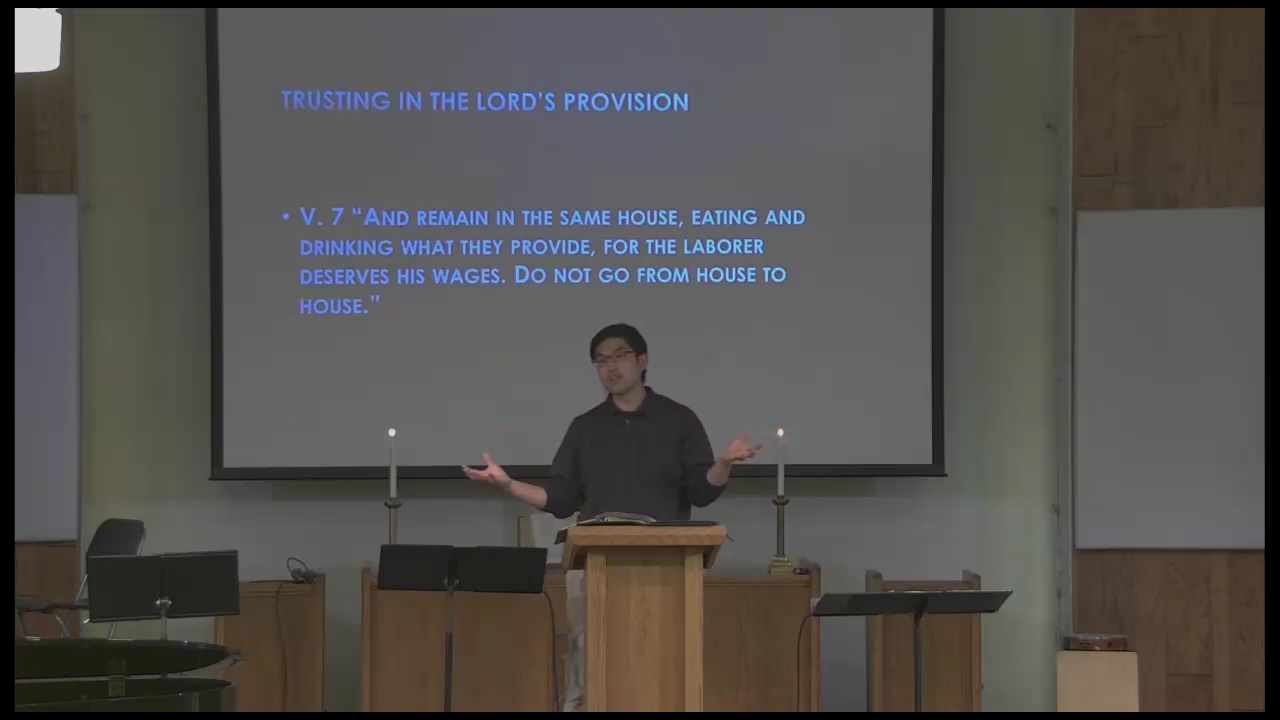 TRUSTING IN THE LORD'S PROVISION
• V. 7 “AND REMAIN IN THE SAME HOUSE, EATING AND
DRINKING WHAT THEY PROVIDE, FOR THE LABORER
DESERVES HIS WAGES. DO NOT GO FROM HOUSE TO
HOUSE.”